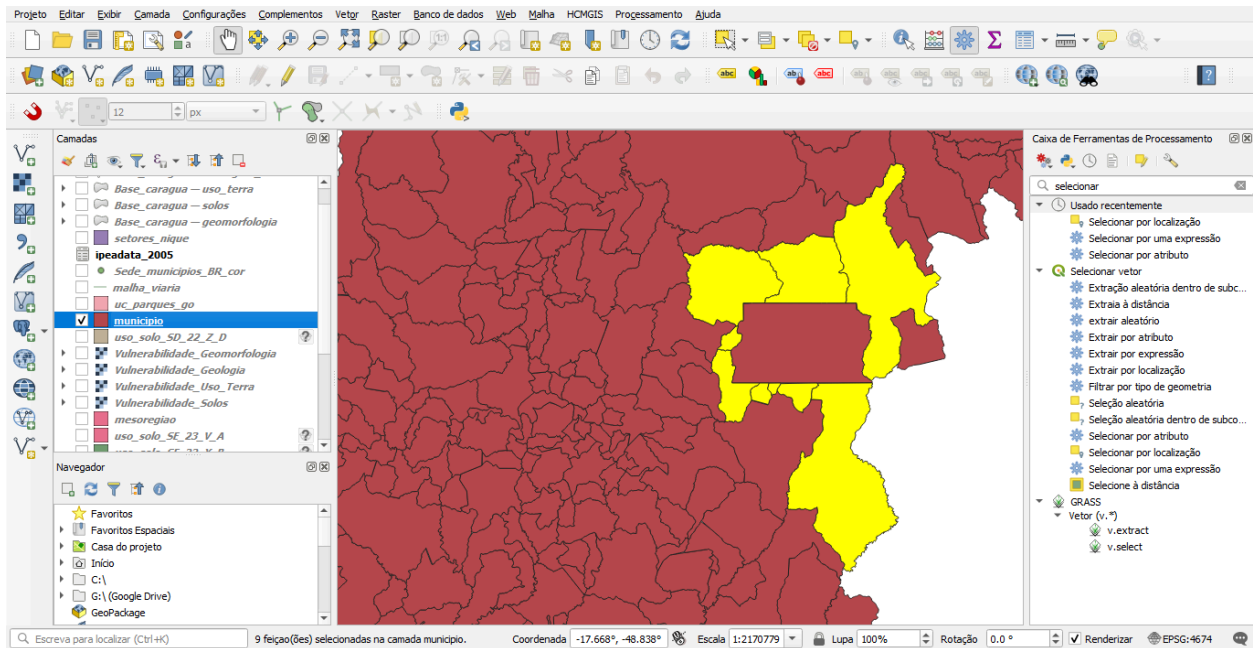 Projeto Editar Exibir Camada Configurações Complementos Vetor Raster Banco de dados Web Malha HCMGIS Processamento Ajuda
abc abc abc
12 px
Camadas
Base_caragua — uso_terra
Base_caragua — solos
Base_caragua — geomorfologia
setores_nique
ipeadata_2005
Sede_municipios_BR_cor
malha_viaria
uc_parques_go
municipio
uso_solo_SD_22_Z_D ?
Vulnerabilidade_Geomorfologia
Vulnerabilidade_Geologia
Vulnerabilidade_Uso_Terra
Vulnerabilidade_Solos
mesoregiao
uso_solo_SE_23_V_A ?
Navegador
Favoritos
Favoritos Espaciais
Casa do projeto
Início
C:\
G:\ (Google Drive)
GeoPackage
Caixa de Ferramentas de Processamento
selecionar
Usado recentemente
Selecionar por localização
Selecionar por uma expressão
Selecionar por atributo
Selecionar vetor
Extração aleatória dentro de subc...
Extraia à distância
extrair aleatório
Extrair por atributo
Extrair por expressão
Extrair por localização
Filtrar por tipo de geometria
Seleção aleatória
Seleção aleatória dentro de subco...
Selecionar por atributo
Selecionar por localização
Selecionar por uma expressão
Selecione à distância
GRASS
Vetor (v.*)
v.extract
v.select
Escreva para localizar (Ctrl+K) 9 feiçao(ões) selecionadas na camada municipio. Coordenada -17.668°, -48.838° Escala 1:2170779 Lupa 100% Rotação 0.0 ° Renderizar EPSG:4674